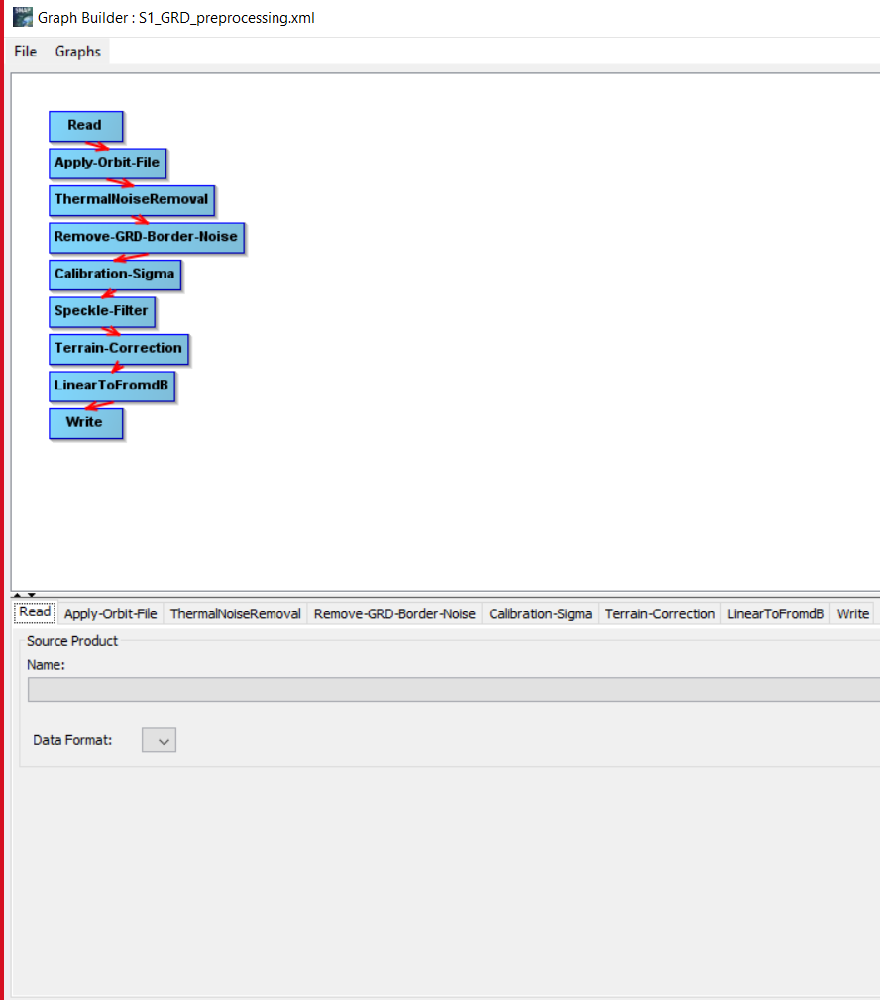 Graph Builder : S1_GRD_preprocessing.xml
File Graphs
Read
Apply-Orbit-File
ThermalNoiseRemoval
Remove-GRD-Border-Noise
Calibration-Sigma
Speckle-Filter
Terrain-Correction
LinearToFromdB
Write
Read Apply-Orbit-File ThermalNoiseRemoval Remove-GRD-Border-Noise Calibration-Sigma Terrain-Correction LinearToFromdB Write
Source Product
Name:
Data Format: